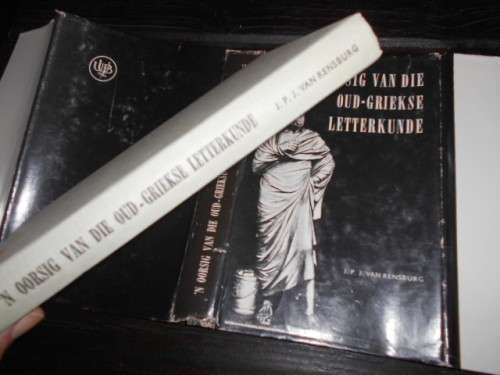 'N OORSIG VAN DIE OUD-GRIEKSE LETTERKUNDE
J. P. J. VAN RENSBURG
SIG VAN DIE
OUD-GRIEKSE
LETTERKUNDE
J. P. J. VAN RENSBURG
'N OORSIG VAN DIE OUD-GRIEK